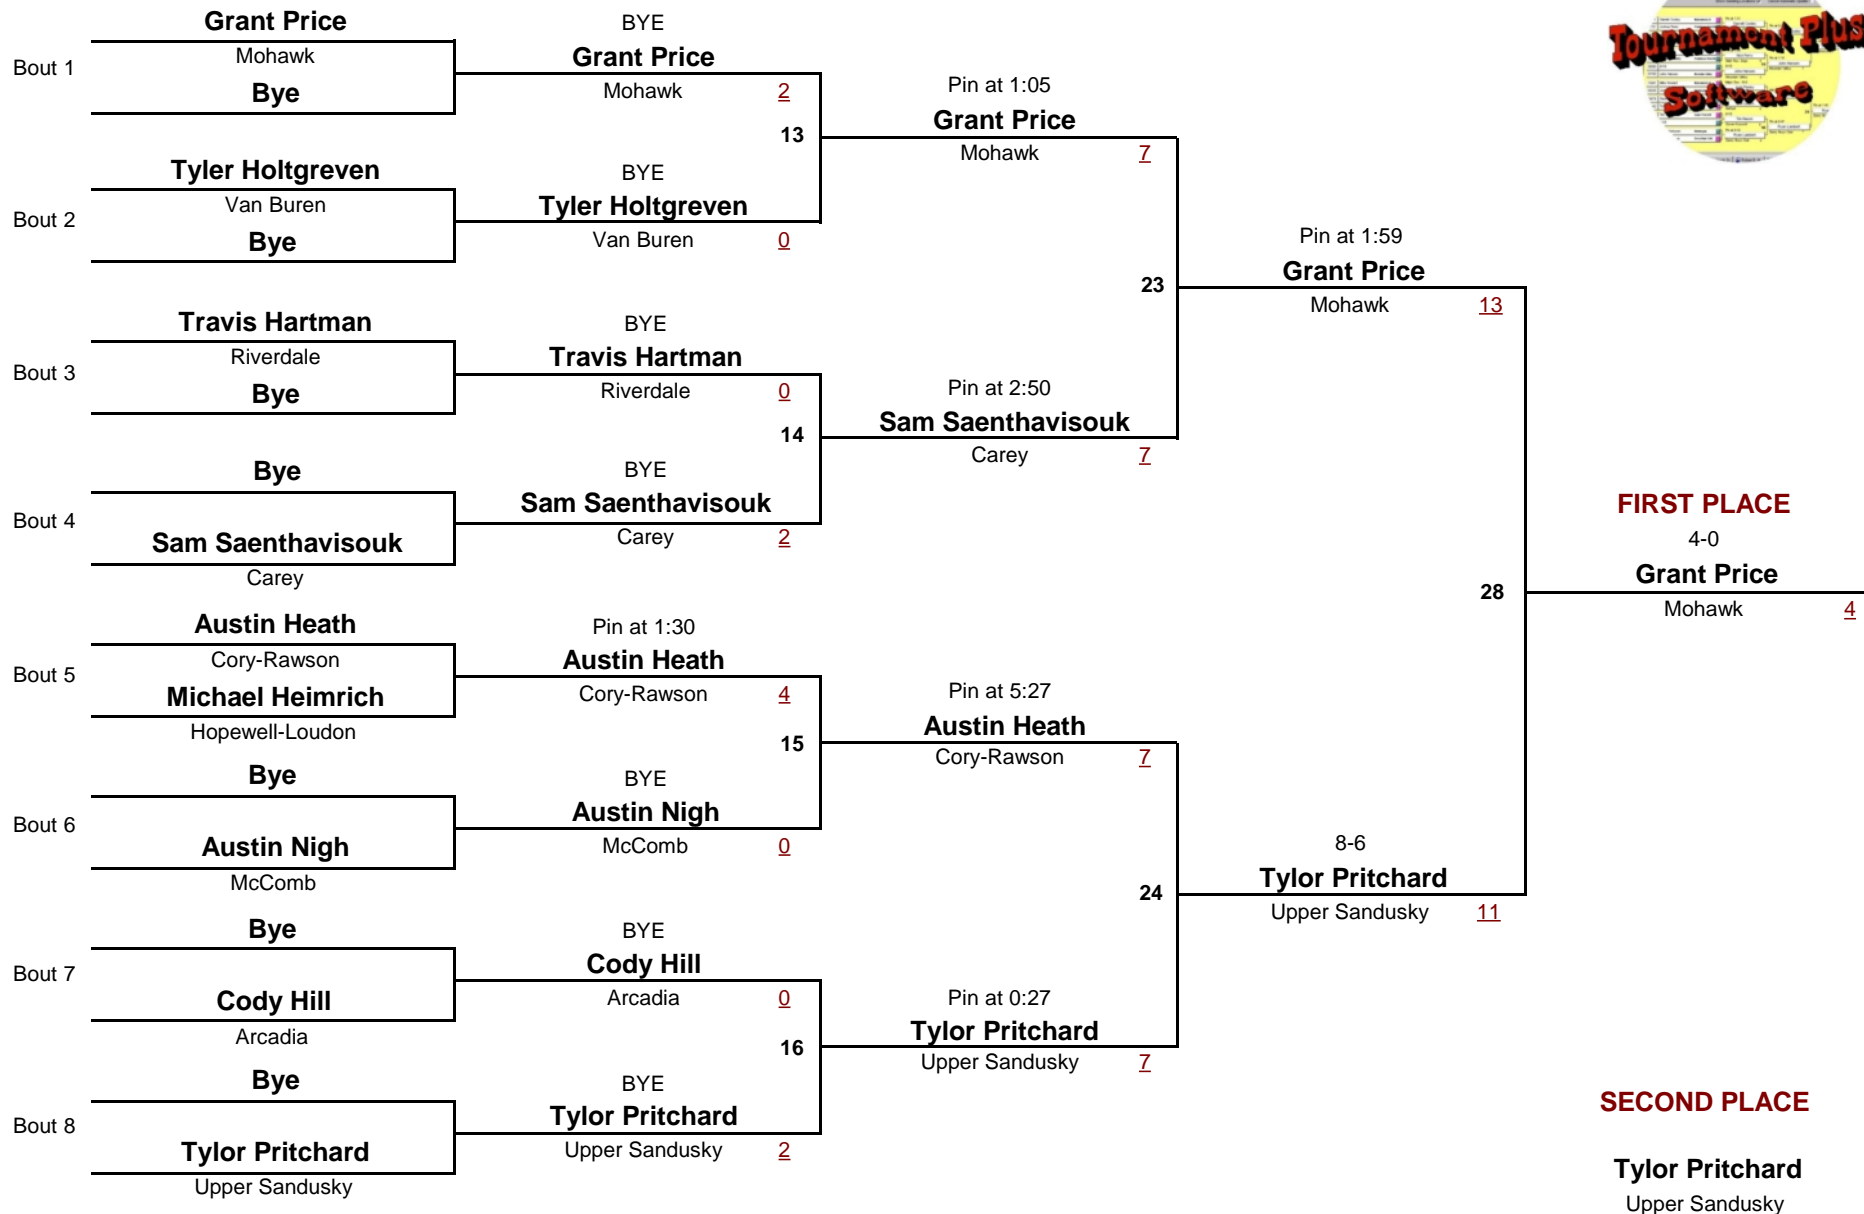 Tournament Plus
Software
Bout 1
Grant Price
Mohawk
Bye
Bout 2
Tyler Holtgreven
Van Buren
Bye
Bout 3
Travis Hartman
Riverdale
Bye
Bout 4
Bye
Sam Saenthavisouk
Carey
Bout 5
Austin Heath
Cory-Rawson
Michael Heimrich
Hopewell-Loudon
Bout 6
Bye
Austin Nigh
McComb
Bout 7
Bye
Cody Hill
Arcadia
Bout 8
Bye
Tylor Pritchard
Upper Sandusky
BYE
Grant Price
Mohawk 2
13
BYE
Tyler Holtgreven
Van Buren 0
BYE
Travis Hartman
Riverdale 0
14
BYE
Sam Saenthavisouk
Carey 2
Pin at 1:30
Austin Heath
Cory-Rawson 4
15
BYE
Austin Nigh
McComb 0
BYE
Cody Hill
Arcadia 0
16
BYE
Tylor Pritchard
Upper Sandusky 2
Pin at 1:05
Grant Price
Mohawk 7
23
Pin at 2:50
Sam Saenthavisouk
Carey 7
Pin at 5:27
Austin Heath
Cory-Rawson 7
24
Pin at 0:27
Tylor Pritchard
Upper Sandusky 7
Pin at 1:59
Grant Price
Mohawk 13
28
8-6
Tylor Pritchard
Upper Sandusky 11
FIRST PLACE
4-0
Grant Price
Mohawk 4
SECOND PLACE
Tylor Pritchard
Upper Sandusky